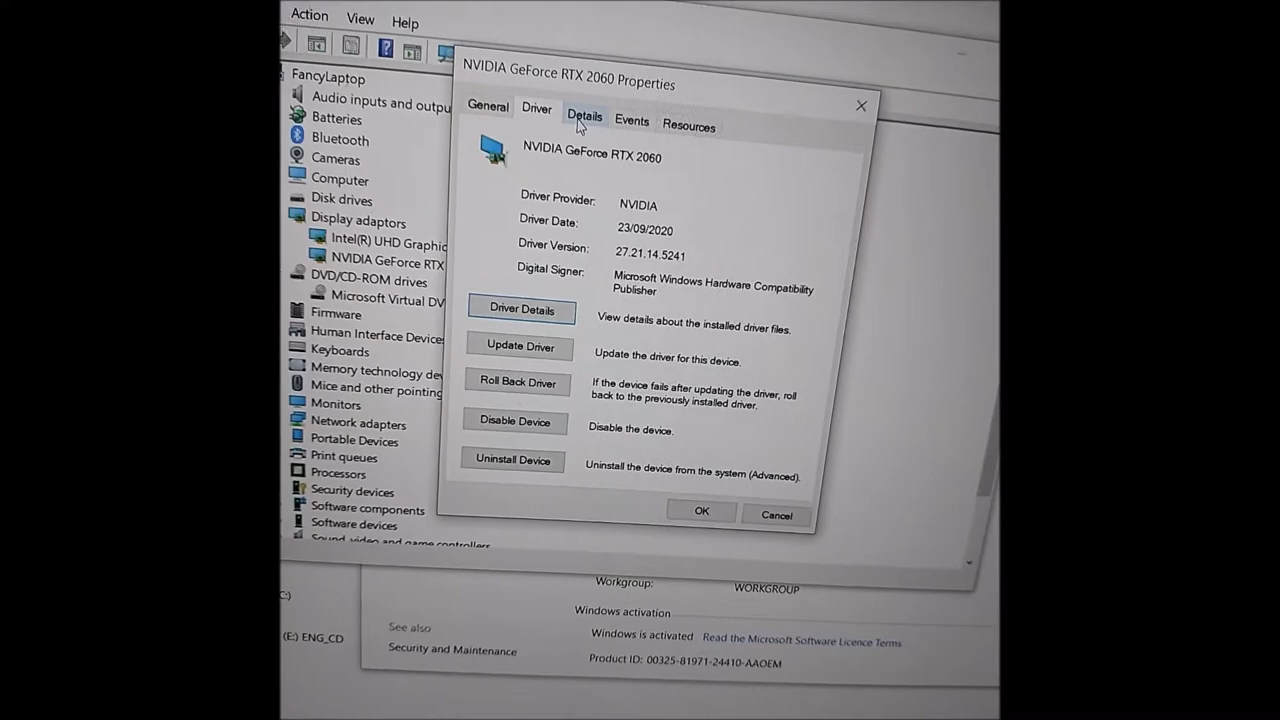 Action View Help
FancyLaptop
Audio inputs and outpu
Batteries
Bluetooth
Cameras
Computer
Disk drives
Display adaptors
Intel(R) UHD Graphic
NVIDIA GeForce RTX
DVD/CD-ROM drives
Microsoft Virtual DV
Firmware
Human Interface Devices
Keyboards
Memory technology dev
Mice and other pointing
Monitors
Network adapters
Portable Devices
Print queues
Processors
Security devices
Software components
Software devices
Sound, video and game controllers
NVIDIA GeForce RTX 2060 Properties
General Driver Details Events Resources
NVIDIA GeForce RTX 2060
Driver Provider: NVIDIA
Driver Date: 23/09/2020
Driver Version: 27.21.14.5241
Digital Signer: Microsoft Windows Hardware Compatibility
Publisher
Driver Details View details about the installed driver files.
Update Driver Update the driver for this device.
Roll Back Driver If the device fails after updating the driver, roll
back to the previously installed driver.
Disable Device Disable the device.
Uninstall Device Uninstall the device from the system (Advanced).
OK Cancel
C:)
(E:) ENG_CD
Workgroup: WORKGROUP
Windows activation
Windows is activated Read the Microsoft Software Licence Terms
Product ID: 00325-81971-24410-AAOEM
See also
Security and Maintenance